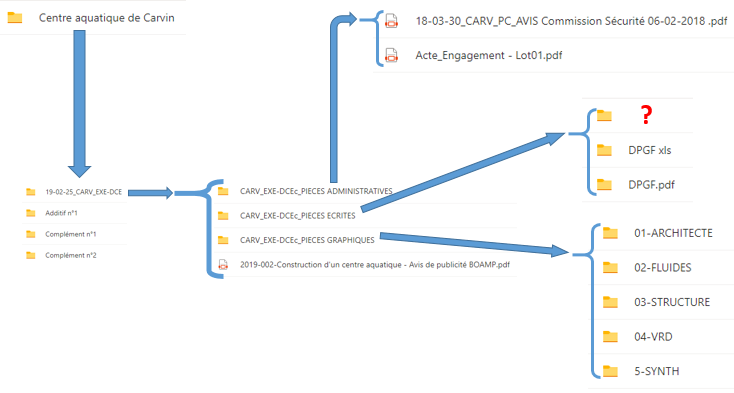 Centre aquatique de Carvin
18-03-30_CARV_PC_AVIS Commission Sécurité 06-02-2018 .pdf
Acte_Engagement - Lot01.pdf
?
DPGF xls
DPGF.pdf
19-02-25_CARV_EXE-DCE
Additif n°1
Complément n°1
Complément n°2
CARV_EXE-DCEc_PIECES ADMINISTRATIVES
CARV_EXE-DCEc_PIECES ECRITES
CARV_EXE-DCEc_PIECES GRAPHIQUES
2019-002-Construction d'un centre aquatique - Avis de publicité BOAMP.pdf
01-ARCHITECTE
02-FLUIDES
03-STRUCTURE
04-VRD
5-SYNTH